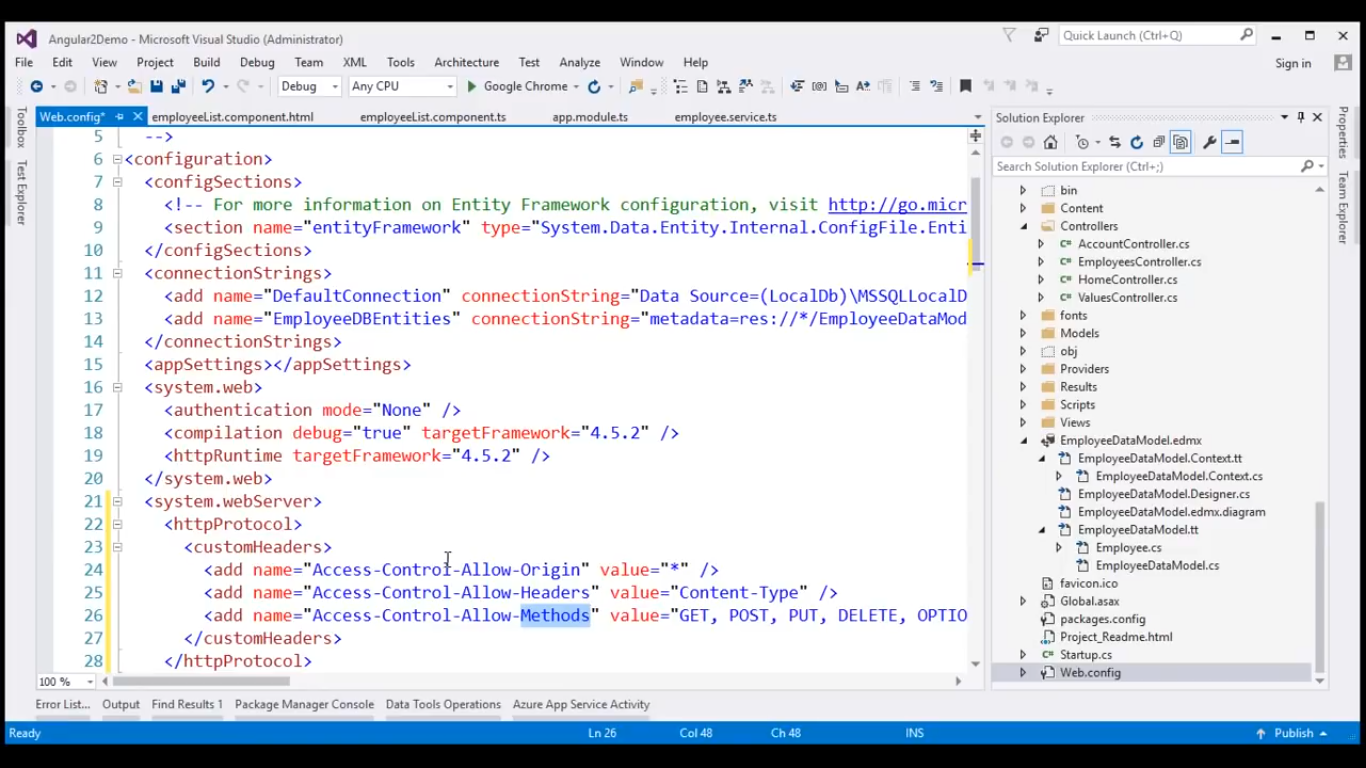 Angular2Demo - Microsoft Visual Studio (Administrator)
Quick Launch (Ctrl+Q)
File Edit View Project Build Debug Team XML Tools Architecture Test Analyze Window Help
Sign in
Debug Any CPU Google Chrome
Toolbox
Test Explorer
Web.config* employeeList.component.html employeeList.component.ts app.module.ts employee.service.ts
5 -->
6 <configuration>
7 <configSections>
8 <!-- For more information on Entity Framework configuration, visit http://go.micr
9 <section name="entityFramework" type="System.Data.Entity.Internal.ConfigFile.Enti
10 </configSections>
11 <connectionStrings>
12 <add name="DefaultConnection" connectionString="Data Source=(LocalDb)\MSSQLLocalD
13 <add name="EmployeeDBEntities" connectionString="metadata=res://*/EmployeeDataMod
14 </connectionStrings>
15 <appSettings></appSettings>
16 <system.web>
17 <authentication mode="None" />
18 <compilation debug="true" targetFramework="4.5.2" />
19 <httpRuntime targetFramework="4.5.2" />
20 </system.web>
21 <system.webServer>
22 <httpProtocol>
23 <customHeaders>
24 <add name="Access-Control-Allow-Origin" value="*" />
25 <add name="Access-Control-Allow-Headers" value="Content-Type" />
26 <add name="Access-Control-Allow-Methods" value="GET, POST, PUT, DELETE, OPTIO
27 </customHeaders>
28 </httpProtocol>
100 %
Solution Explorer
Search Solution Explorer (Ctrl+;)
bin
Content
Controllers
C# AccountController.cs
C# EmployeesController.cs
C# HomeController.cs
C# ValuesController.cs
fonts
Models
obj
Providers
Results
Scripts
Views
EmployeeDataModel.edmx
EmployeeDataModel.Context.tt
EmployeeDataModel.Context.cs
EmployeeDataModel.Designer.cs
EmployeeDataModel.edmx.diagram
EmployeeDataModel.tt
Employee.cs
EmployeeDataModel.cs
favicon.ico
Global.asax
packages.config
Project_Readme.html
C# Startup.cs
Web.config
Properties
Team Explorer
Error List... Output Find Results 1 Package Manager Console Data Tools Operations Azure App Service Activity
Ready Ln 26 Col 48 Ch 48 INS Publish